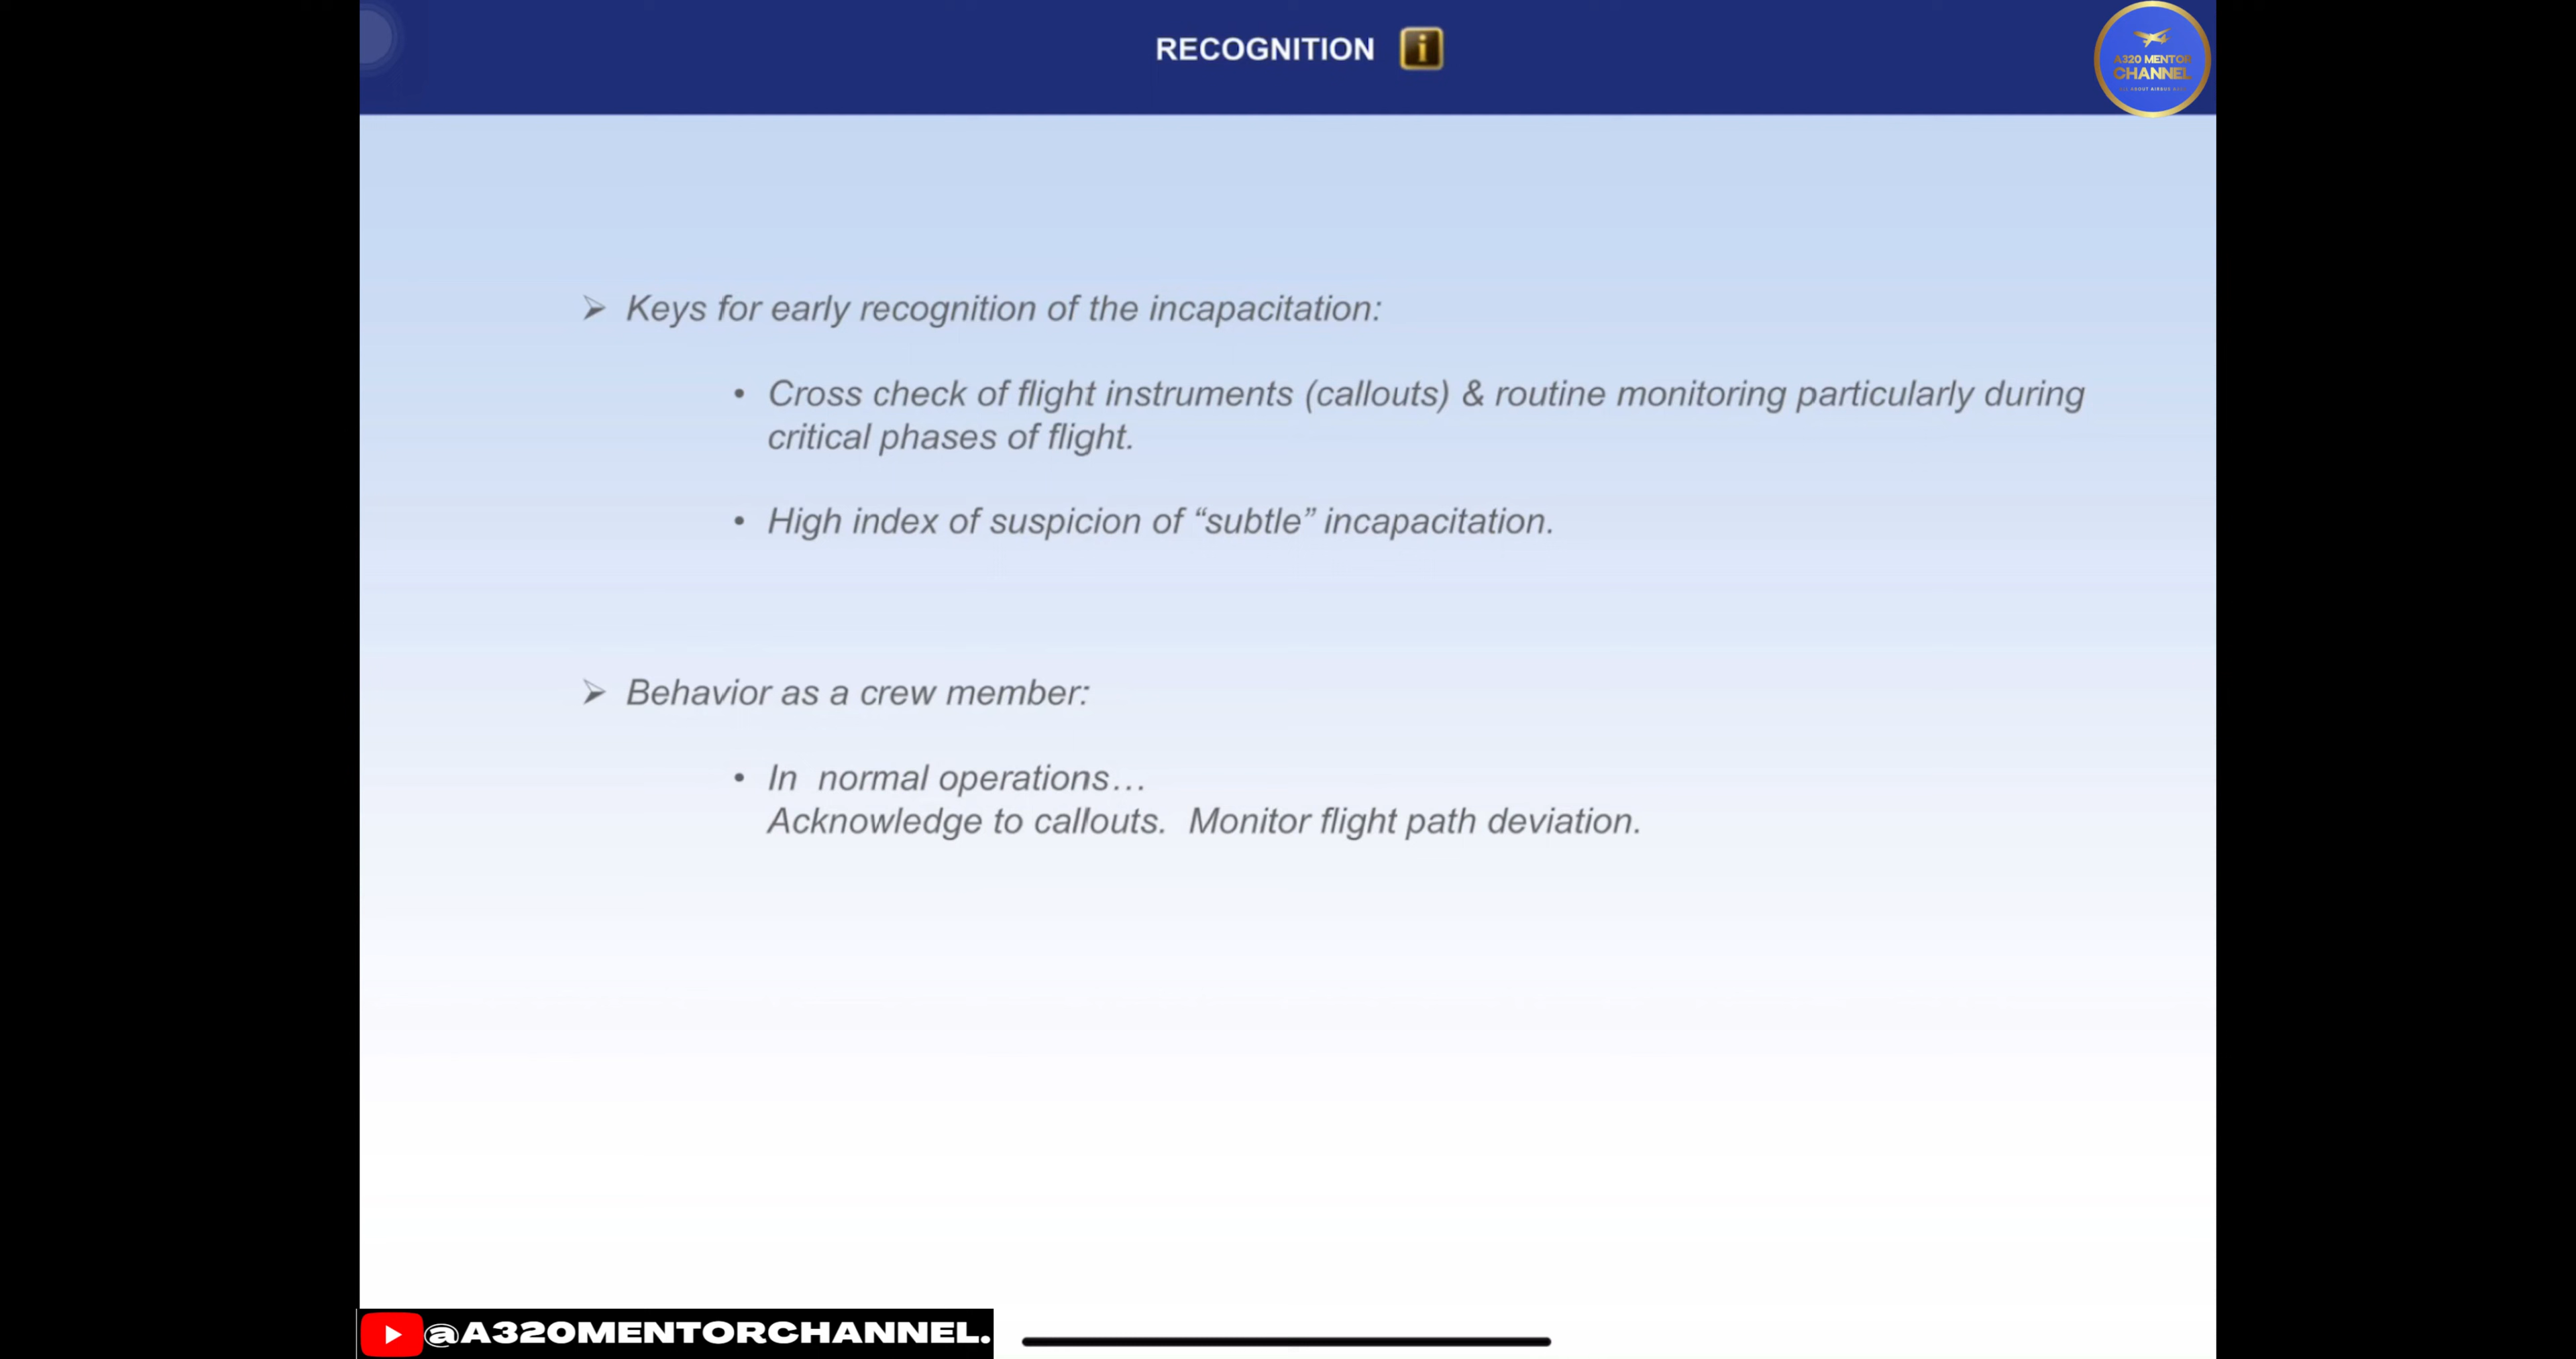 RECOGNITION i
A320 MENTOR
CHANNEL
➢ Keys for early recognition of the incapacitation:
• Cross check of flight instruments (callouts) & routine monitoring particularly during
critical phases of flight.
• High index of suspicion of “subtle” incapacitation.
➢ Behavior as a crew member:
• In  normal operations…
Acknowledge to callouts.  Monitor flight path deviation.
@A320MENTORCHANNEL.